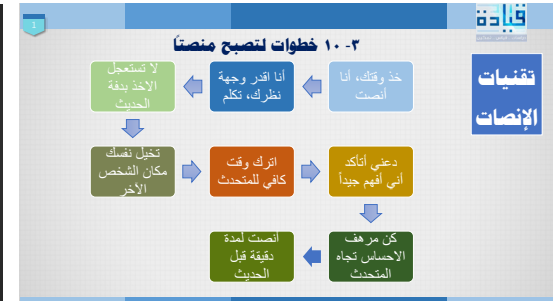 1
قيادة
٣- ١٠ خطوات لتصبح منصتاً
تقنيات
الإنصات
خذ وقتك، أنا
أنصت
أنا اقدر وجهة
نظرك، تكلم
لا تستعجل
الاخذ بدفة
الحديث
تخيل نفسك
مكان الشخص
الأخر
اترك وقت
كافي للمتحدث
دعني أتأكد
أني أفهم جيداً
كن مرهف
الاحساس تجاه
المتحدث
أنصت لمدة
دقيقة قبل
الحديث